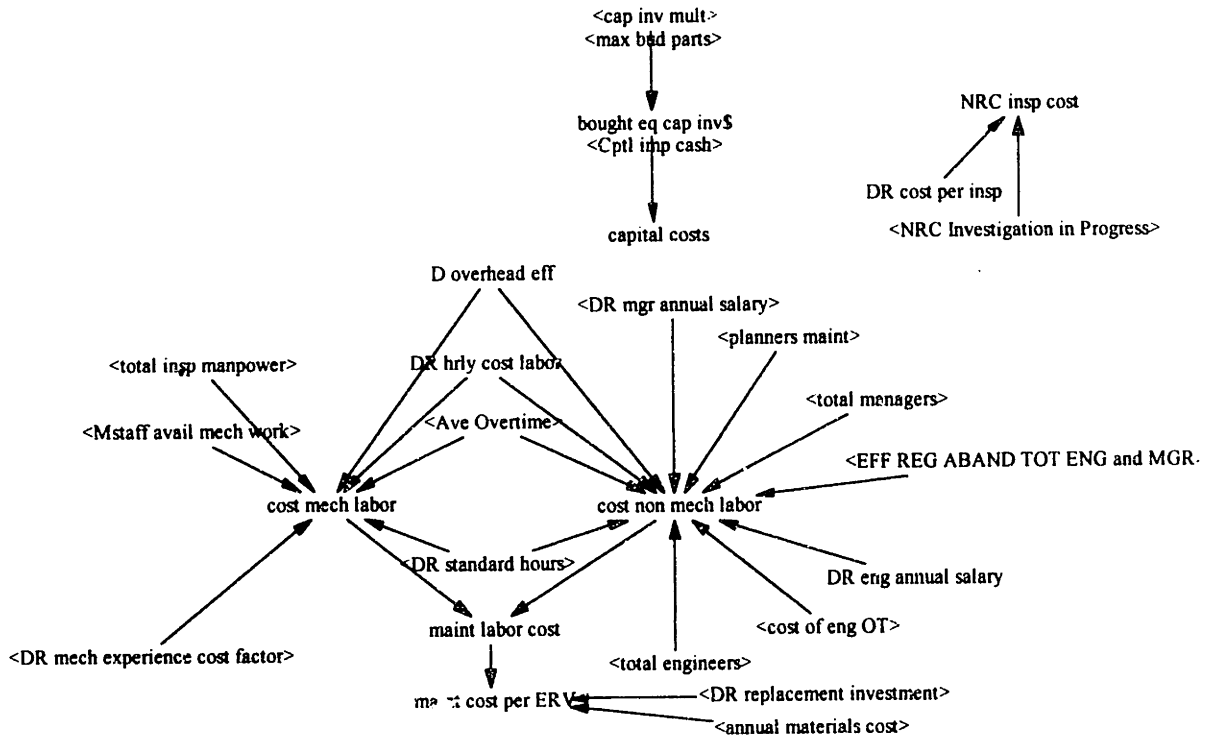 <cap inv mult>
<max bud parts>
NRC insp cost
bought eq cap inv$
<Cptl imp cash>
DR cost per insp
<NRC Investigation in Progress>
capital costs
D overhead eff
<DR mgr annual salary>
<planners maint>
<total insp manpower>
DR hrly cost labor
<total managers>
<Ave Overtime>
<Mstaff avail mech work>
<EFF REG ABAND TOT ENG and MGR
cost mech labor
cost non mech labor
<DR standard hours>
DR eng annual salary
maint labor cost
<cost of eng OT>
<DR mech experience cost factor>
<total engineers>
<DR replacement investment>
cost per ERV
<annual materials cost>